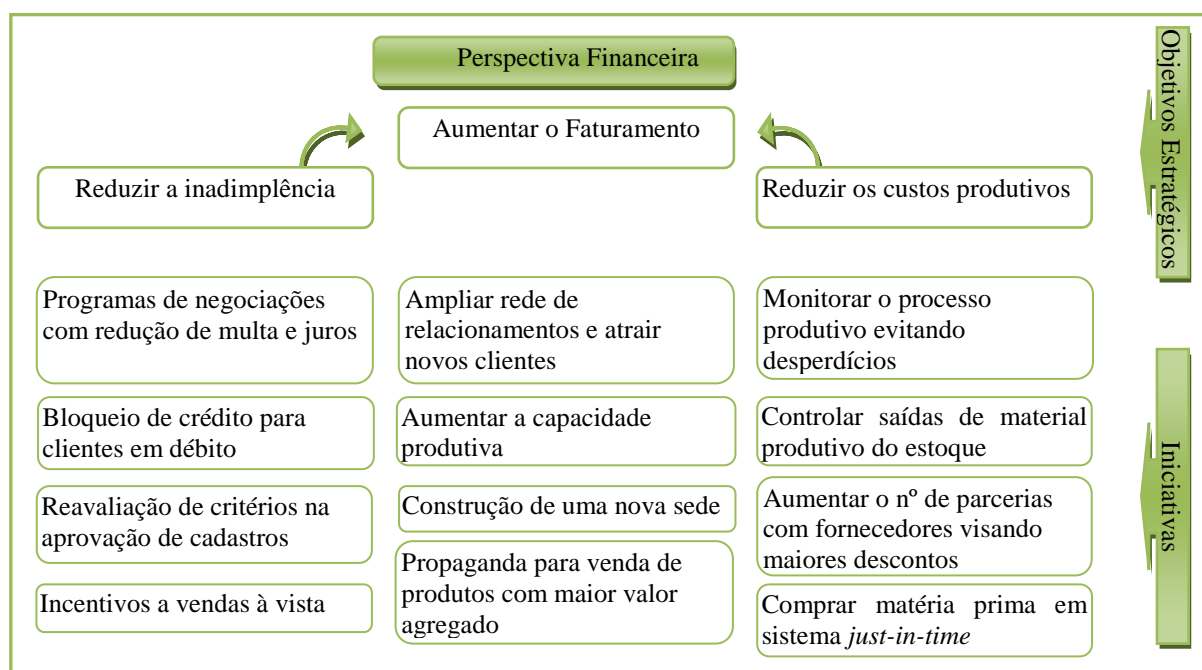 Perspectiva Financeira
Objetivos Estratégicos
Aumentar o Faturamento
Reduzir a inadimplência
Reduzir os custos produtivos
Programas de negociações
com redução de multa e juros
Ampliar rede de
relacionamentos e atrair
novos clientes
Monitorar o processo
produtivo evitando
desperdícios
Iniciativas
Bloqueio de crédito para
clientes em débito
Aumentar a capacidade
produtiva
Controlar saídas de material
produtivo do estoque
Reavaliação de critérios na
aprovação de cadastros
Construção de uma nova sede
Aumentar o nº de parcerias
com fornecedores visando
maiores descontos
Incentivos a vendas à vista
Propaganda para venda de
produtos com maior valor
agregado
Comprar matéria prima em
sistema just-in-time